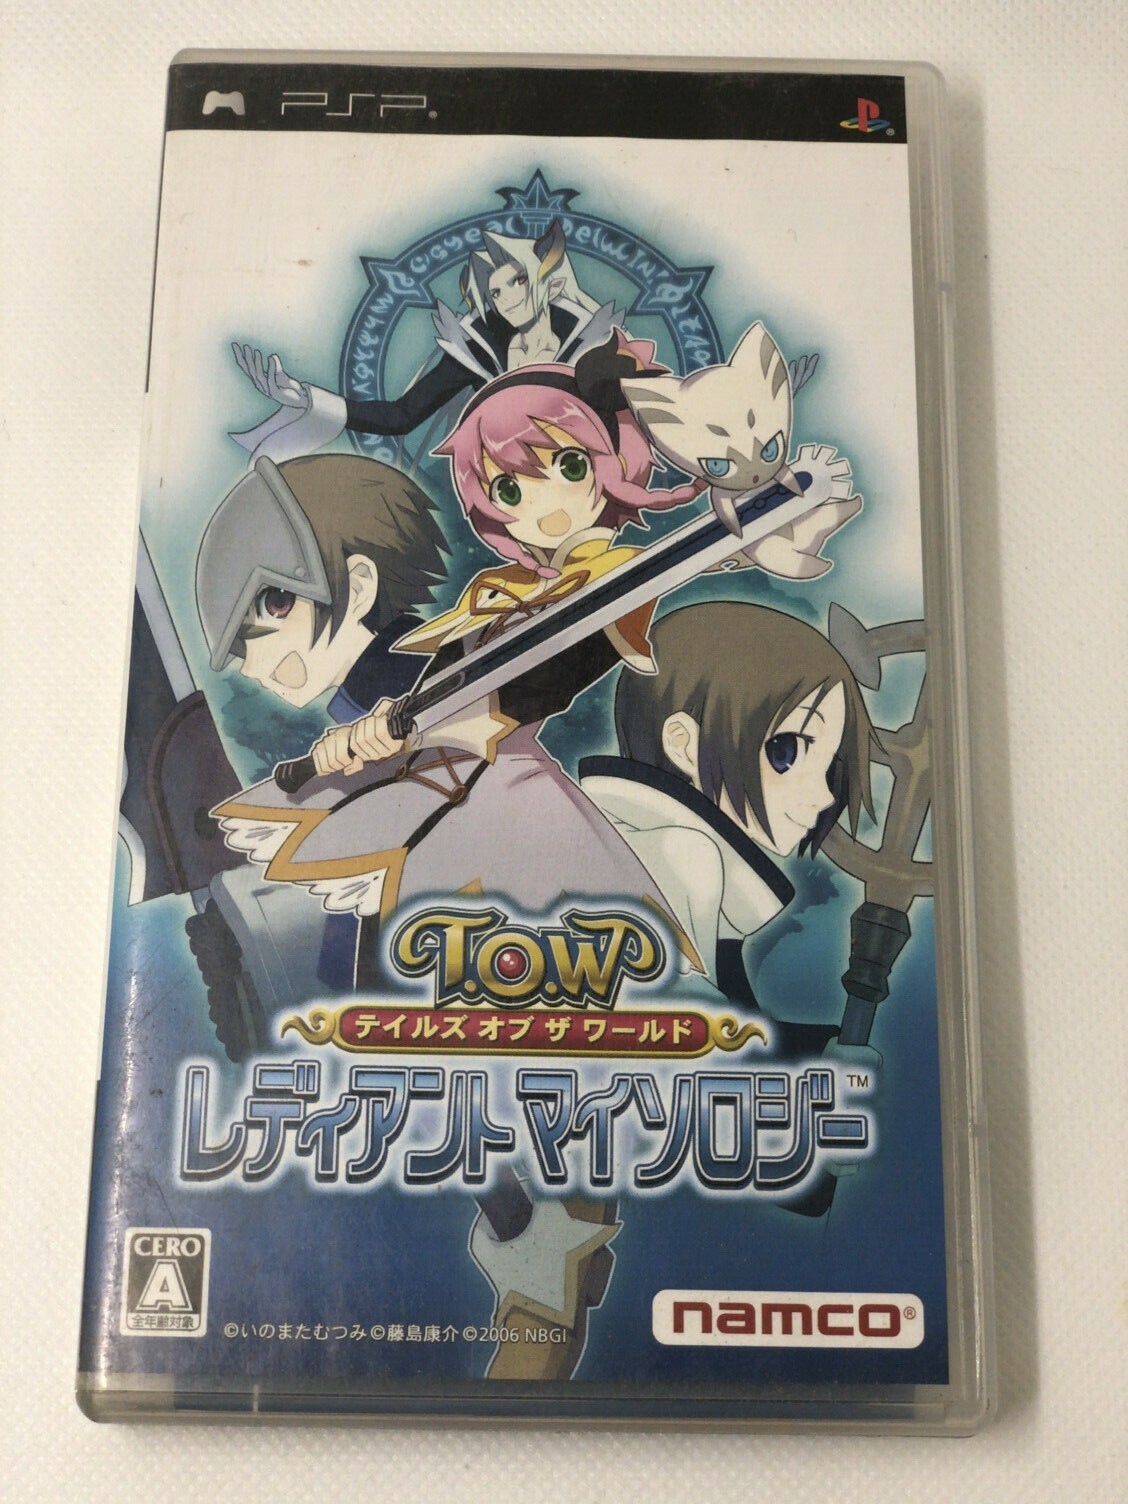 PSP®
T.O.W
テイルズ オブ ザ ワールド
レディアント マイソロジー™
CERO
A
全年齢対象
©いのまたむつみ ©藤島康介 ©2006 NBGI
namco®